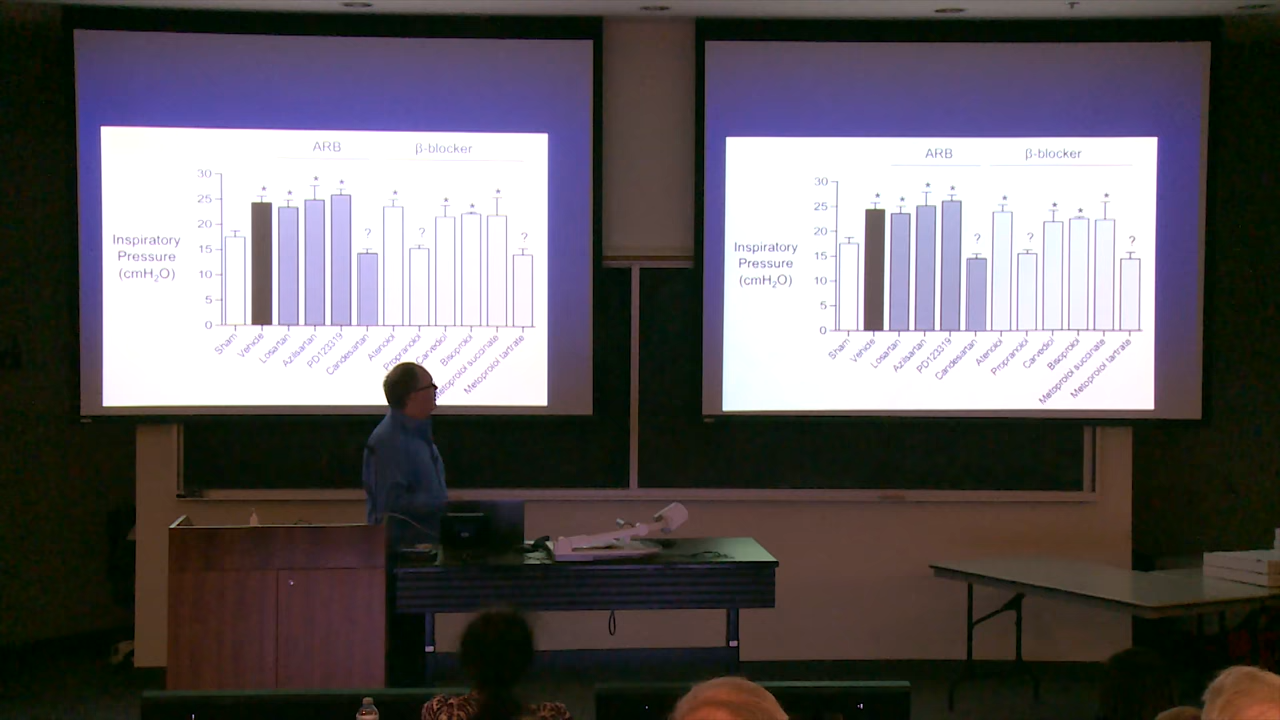 ARB
β-blocker
30
25
20
15
10
5
0
Inspiratory
Pressure
(cmH2O)
*
*
*
*
?
*
?
*
*
*
?
Sham
Vehicle
Losartan
Azilsartan
PD123319
Candesartan
Atenolol
Propranolol
Carvediol
Bisoprolol
Metoprolol succinate
Metoprolol tartrate
ARB
β-blocker
30
25
20
15
10
5
0
Inspiratory
Pressure
(cmH2O)
*
*
*
*
?
*
?
*
*
*
?
Sham
Vehicle
Losartan
Azilsartan
PD123319
Candesartan
Atenolol
Propranolol
Carvediol
Bisoprolol
Metoprolol succinate
Metoprolol tartrate